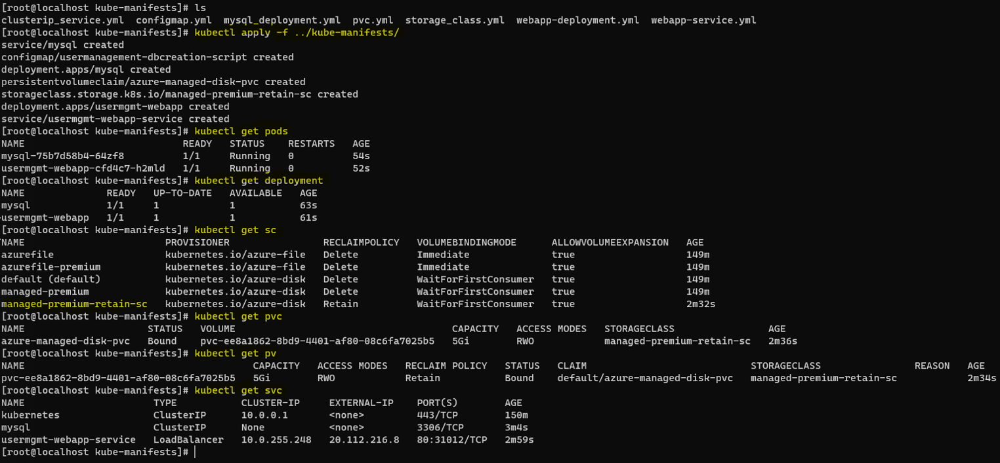 [root@localhost kube-manifests]# ls
clusterip_service.yml  configmap.yml  mysql_deployment.yml  pvc.yml  storage_class.yml  webapp-deployment.yml  webapp-service.yml
[root@localhost kube-manifests]# kubectl apply -f ../kube-manifests/
service/mysql created
configmap/usermanagement-dbcreation-script created
deployment.apps/mysql created
persistentvolumeclaim/azure-managed-disk-pvc created
storageclass.storage.k8s.io/managed-premium-retain-sc created
deployment.apps/usermgmt-webapp created
service/usermgmt-webapp-service created
[root@localhost kube-manifests]# kubectl get pods
NAME                           READY   STATUS    RESTARTS   AGE
mysql-75b7d58b4-64zf8          1/1     Running   0          54s
usermgmt-webapp-cfd4c7-h2mld   1/1     Running   0          52s
[root@localhost kube-manifests]# kubectl get deployment
NAME              READY   UP-TO-DATE   AVAILABLE   AGE
mysql             1/1     1            1           63s
usermgmt-webapp   1/1     1            1           61s
[root@localhost kube-manifests]# kubectl get sc
NAME                        PROVISIONER                RECLAIMPOLICY   VOLUMEBINDINGMODE      ALLOWVOLUMEEXPANSION   AGE
azurefile                   kubernetes.io/azure-file   Delete          Immediate              true                   149m
azurefile-premium           kubernetes.io/azure-file   Delete          Immediate              true                   149m
default (default)           kubernetes.io/azure-disk   Delete          WaitForFirstConsumer   true                   149m
managed-premium             kubernetes.io/azure-disk   Delete          WaitForFirstConsumer   true                   149m
managed-premium-retain-sc   kubernetes.io/azure-disk   Retain          WaitForFirstConsumer   true                   2m32s
[root@localhost kube-manifests]# kubectl get pvc
NAME                     STATUS   VOLUME                                     CAPACITY   ACCESS MODES   STORAGECLASS                AGE
azure-managed-disk-pvc   Bound    pvc-ee8a1862-8bd9-4401-af80-08c6fa7025b5   5Gi        RWO            managed-premium-retain-sc   2m36s
[root@localhost kube-manifests]# kubectl get pv
NAME                                       CAPACITY   ACCESS MODES   RECLAIM POLICY   STATUS   CLAIM                            STORAGECLASS                REASON   AGE
pvc-ee8a1862-8bd9-4401-af80-08c6fa7025b5   5Gi        RWO            Retain           Bound    default/azure-managed-disk-pvc   managed-premium-retain-sc            2m34s
[root@localhost kube-manifests]# kubectl get svc
NAME                      TYPE           CLUSTER-IP     EXTERNAL-IP    PORT(S)        AGE
kubernetes                ClusterIP      10.0.0.1       <none>         443/TCP        150m
mysql                     ClusterIP      None           <none>         3306/TCP       3m4s
usermgmt-webapp-service   LoadBalancer   10.0.255.248   20.112.216.8   80:31012/TCP   2m59s
[root@localhost kube-manifests]#